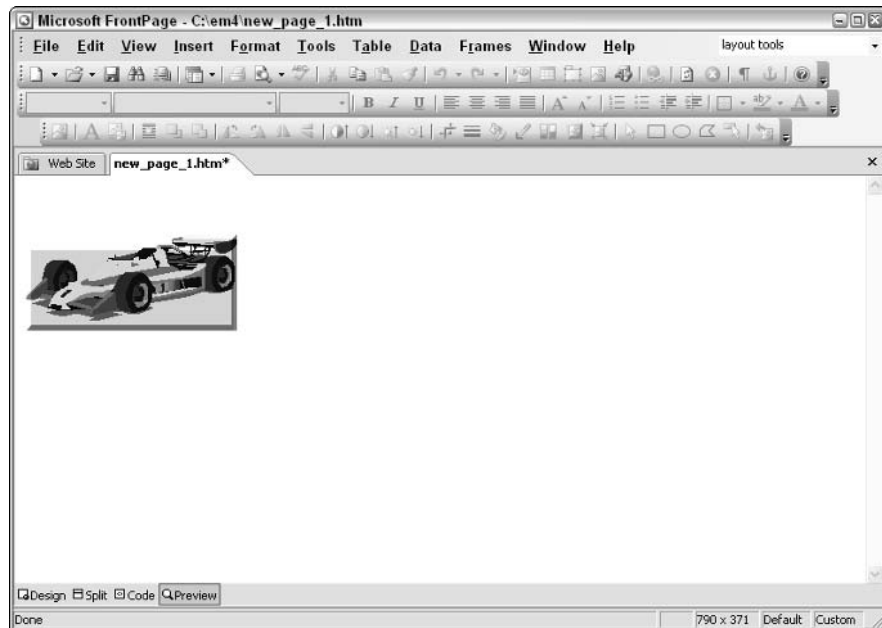 Microsoft FrontPage - C:\em4\new_page_1.htm
File Edit View Insert Format Tools Table Data Frames Window Help layout tools
B I U A A ab A
A
Web Site new_page_1.htm*
Design Split Code Preview
Done 790 x 371 Default Custom